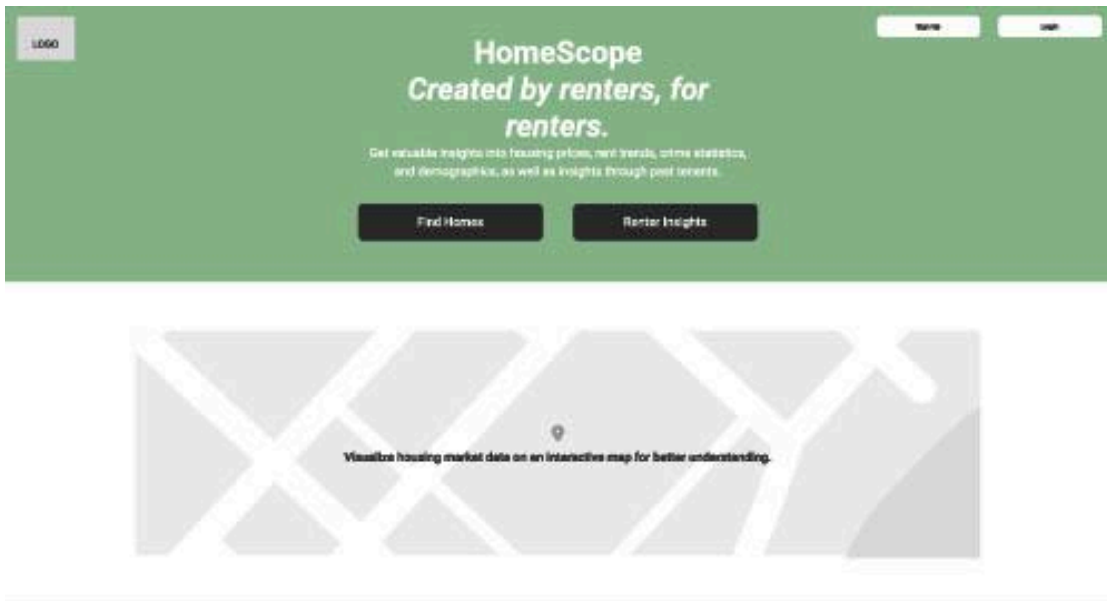 LOGO
HomeScope
Created by renters, for
renters.
Get valuable insights into housing prices, rent trends, crime statistics,
and demographics, as well as insights through past tenants.
Find Homes
Renter Insights
Visualize housing market data on an interactive map for better understanding.